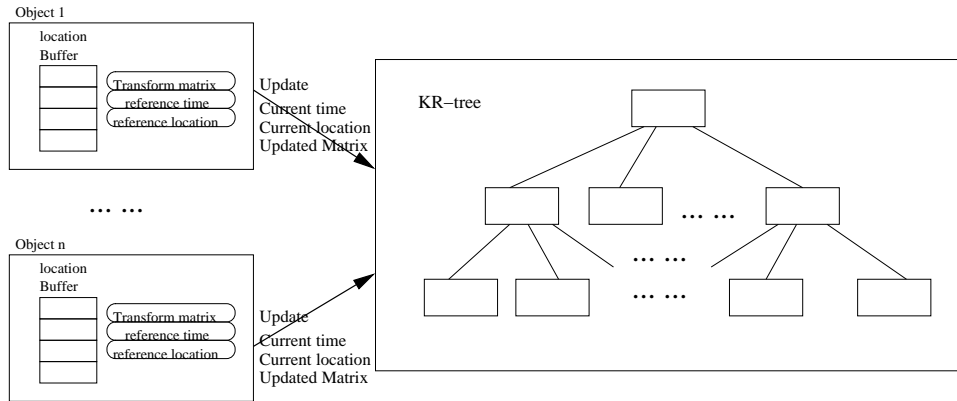 Object 1
location
Buffer
Transform matrix
reference time
reference location
Update
Current time
Current location
Updated Matrix
KR-tree
... ...
... ...
... ...
... ...
Object n
location
Buffer
Transform matrix
reference time
reference location
Update
Current time
Current location
Updated Matrix